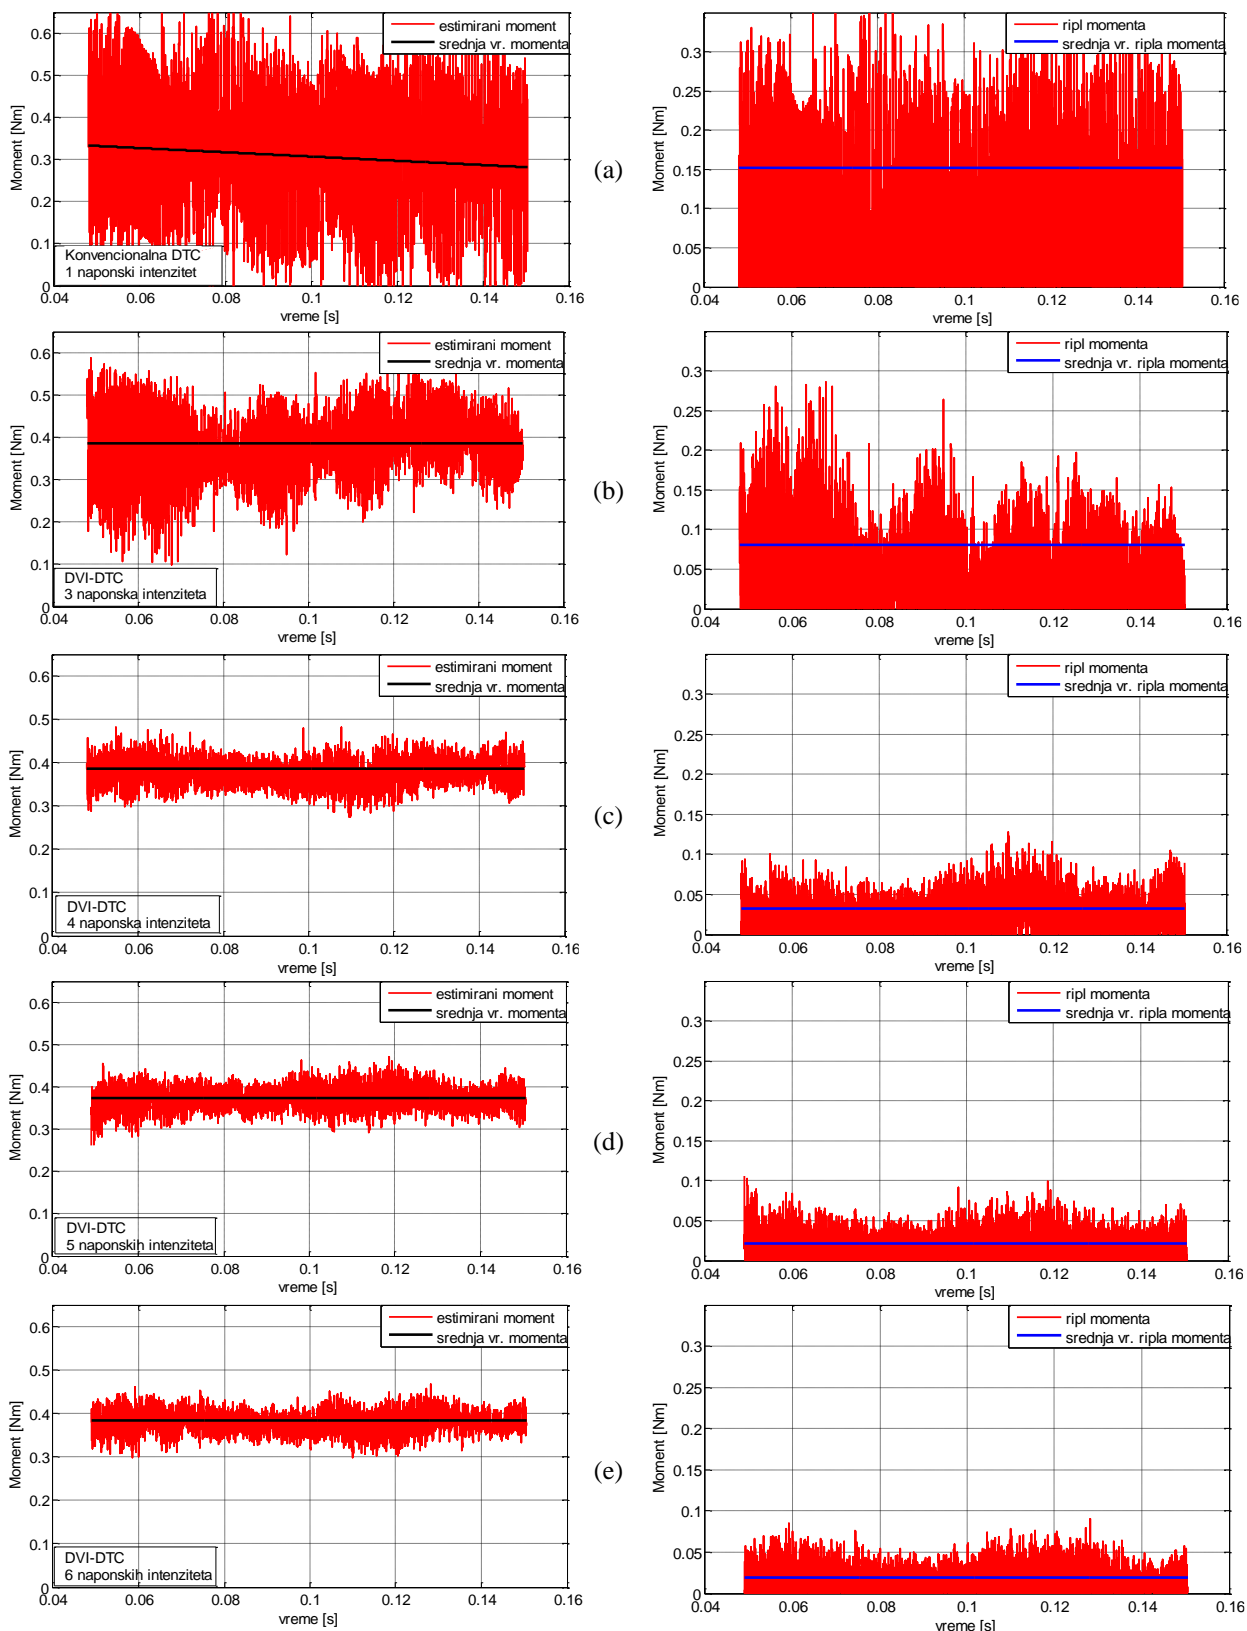 0.6
0.5
0.4
0.3
0.2
0.1
0
Moment [Nm]
estimirani moment
srednja vr. momenta
Konvencionalna DTC
1 naponski intenzitet
0.04 0.06 0.08 0.1 0.12 0.14 0.16
vreme [s]
(a)
0.3
0.25
0.2
0.15
0.1
0.05
0
Moment [Nm]
ripl momenta
srednja vr. ripla momenta
0.04 0.06 0.08 0.1 0.12 0.14 0.16
vreme [s]
0.6
0.5
0.4
0.3
0.2
0.1
0
Moment [Nm]
estimirani moment
srednja vr. momenta
DVI-DTC
3 naponska intenziteta
0.04 0.06 0.08 0.1 0.12 0.14 0.16
vreme [s]
(b)
0.3
0.25
0.2
0.15
0.1
0.05
0
Moment [Nm]
ripl momenta
srednja vr. ripla momenta
0.04 0.06 0.08 0.1 0.12 0.14 0.16
vreme [s]
0.6
0.5
0.4
0.3
0.2
0.1
0
Moment [Nm]
estimirani moment
srednja vr. momenta
DVI-DTC
4 naponska intenziteta
0.04 0.06 0.08 0.1 0.12 0.14 0.16
vreme [s]
(c)
0.3
0.25
0.2
0.15
0.1
0.05
0
Moment [Nm]
ripl momenta
srednja vr. ripla momenta
0.04 0.06 0.08 0.1 0.12 0.14 0.16
vreme [s]
0.6
0.5
0.4
0.3
0.2
0.1
0
Moment [Nm]
estimirani moment
srednja vr. momenta
DVI-DTC
5 naponskih intenziteta
0.04 0.06 0.08 0.1 0.12 0.14 0.16
vreme [s]
(d)
0.3
0.25
0.2
0.15
0.1
0.05
0
Moment [Nm]
ripl momenta
srednja vr. ripla momenta
0.04 0.06 0.08 0.1 0.12 0.14 0.16
vreme [s]
0.6
0.5
0.4
0.3
0.2
0.1
0
Moment [Nm]
estimirani moment
srednja vr. momenta
DVI-DTC
6 naponskih intenziteta
0.04 0.06 0.08 0.1 0.12 0.14 0.16
vreme [s]
(e)
0.3
0.25
0.2
0.15
0.1
0.05
0
Moment [Nm]
ripl momenta
srednja vr. ripla momenta
0.04 0.06 0.08 0.1 0.12 0.14 0.16
vreme [s]